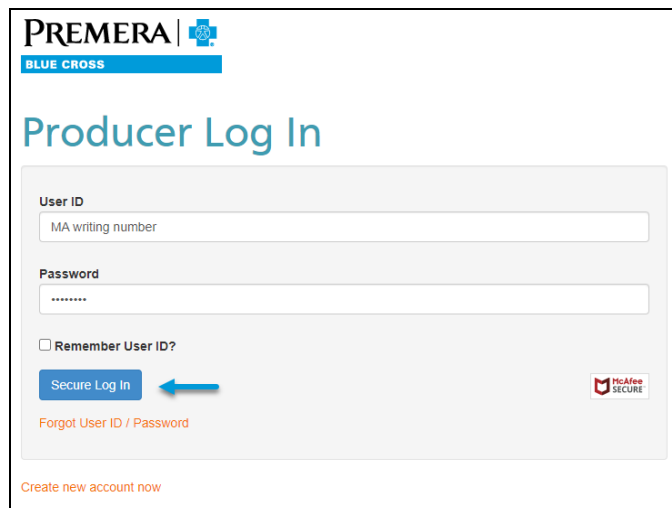 PREMERA
BLUE CROSS
Producer Log In
User ID
MA writing number
Password
••••••••
Remember User ID?
Secure Log In
McAfee
SECURE
Forgot User ID / Password
Create new account now